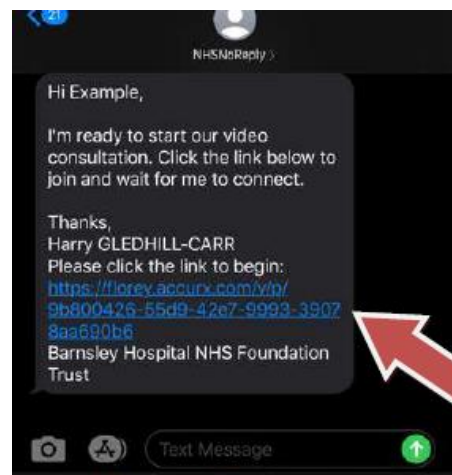 21
NHSNoReply >
Hi Example,
I'm ready to start our video
consultation. Click the link below to
join and wait for me to connect.
Thanks,
Harry GLEDHILL-CARR
Please click the link to begin:
https://florey.accurx.com/v/p/
9b800426-55d9-42e7-9993-3907
8aa690b6
Barnsley Hospital NHS Foundation
Trust
Text Message